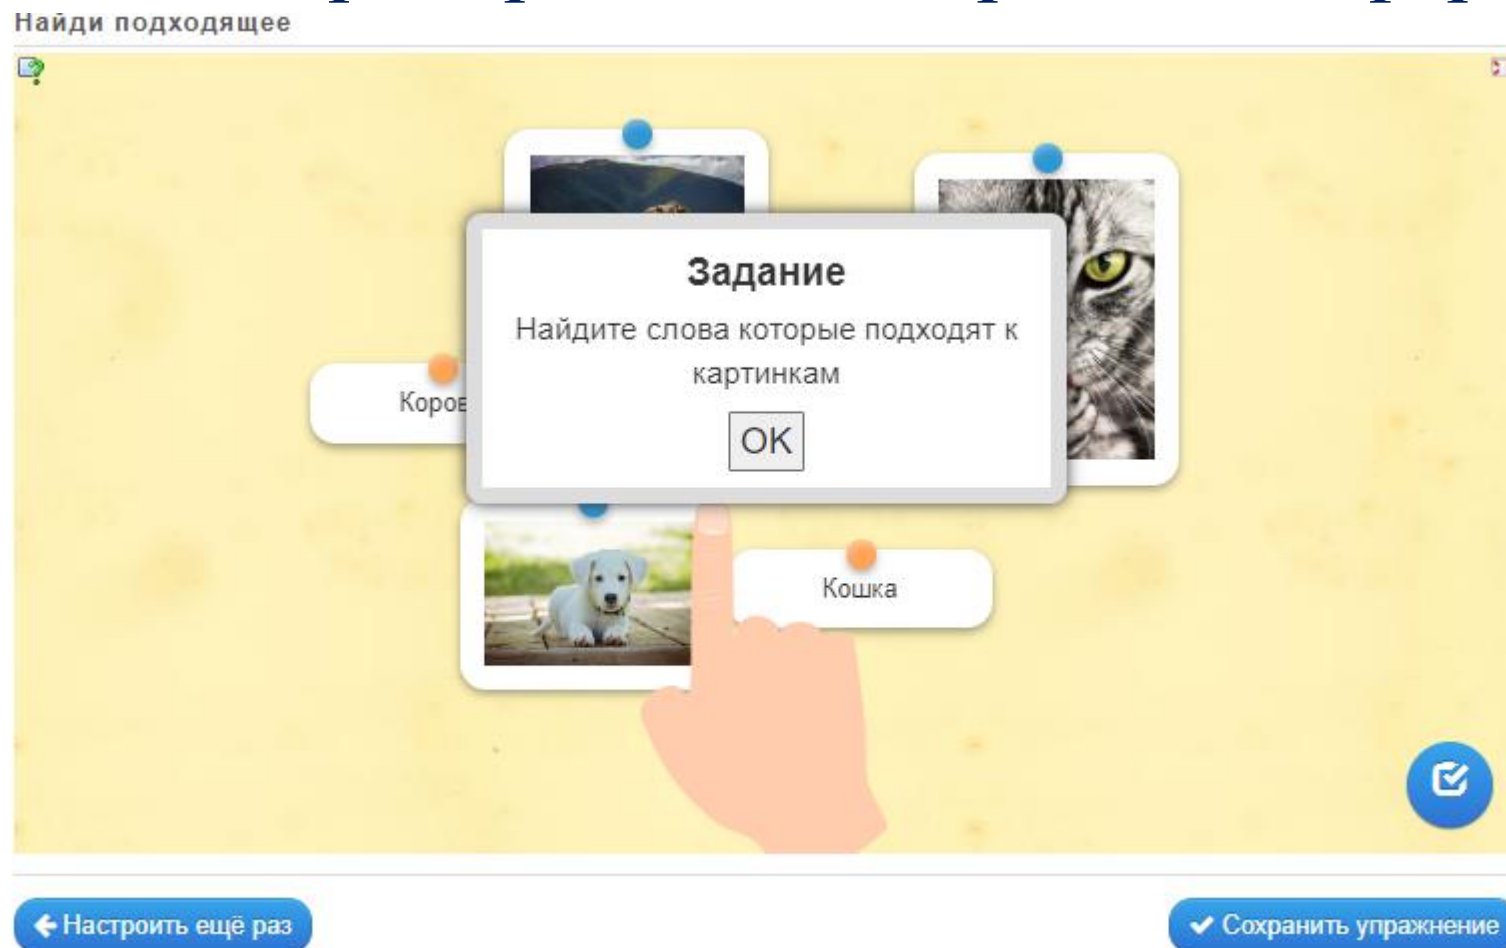 Найди подходящее
Задание
Найдите слова которые подходят к
картинкам
OK
Кошка
Настроить ещё раз
Сохранить упражнение